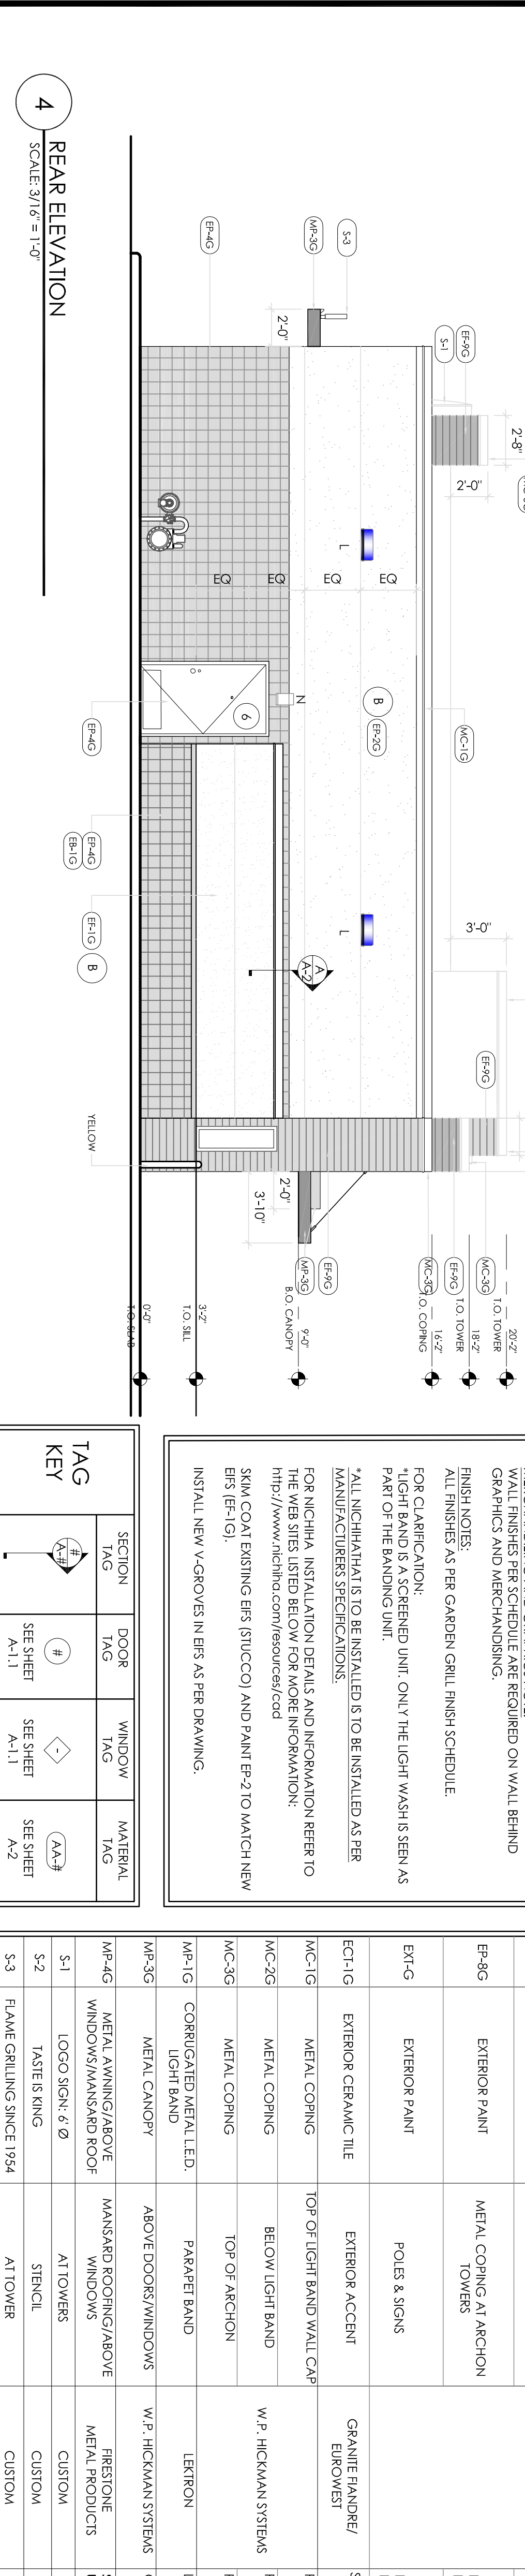 4
REAR ELEVATION
SCALE: 3/16" = 1'-0"
EP-4G
MP-3G
S-3
S-1
EF-9G
2'-0"
2'-8"
2'-0"
EQ
EQ
EQ
EQ
L
L
N
6
B
EP-2G
MC-1G
EP-4G
EB-1G
EP-4G
EF-1G
B
A
A-2
3'-0"
EF-9G
YELLOW
2'-0"
3'-10"
MP-3G
EF-9G
MC-3G
EF-9G
MC-3G
20'-2"
T.O. TOWER
18'-2"
T.O. TOWER
16'-2"
T.O. COPING
9'-0"
B.O. CANOPY
3'-2"
T.O. SILL
0'-0"
T.O. SLAB
WALL FINISHES PER SCHEDULE ARE REQUIRED ON WALL BEHIND
GRAPHICS AND MERCHANDISING.
FINISH NOTES:
ALL FINISHES AS PER GARDEN GRILL FINISH SCHEDULE.
FOR CLARIFICATION:
*LIGHT BAND IS A SCREENED UNIT. ONLY THE LIGHT WASH IS SEEN AS
PART OF THE BANDING UNIT.
*ALL NICHIHATHAT IS TO BE INSTALLED IS TO BE INSTALLED AS PER
MANUFACTURERS SPECIFICATIONS.
FOR NICHIHA INSTALLATION DETAILS AND INFORMATION REFER TO
THE WEB SITES LISTED BELOW FOR MORE INFORMATION:
http://www.nichiha.com/resources/cad
SKIM COAT EXISTING EIFS (STUCCO) AND PAINT EP-2 TO MATCH NEW
EIFS (EF-1G).
INSTALL NEW V-GROVES IN EIFS AS PER DRAWING.
TAG
KEY
SECTION
TAG
#
A-#
DOOR
TAG
#
SEE SHEET
A-1.1
WINDOW
TAG
-
SEE SHEET
A-1.1
MATERIAL
TAG
AA-#
SEE SHEET
A-2
EP-8G EXTERIOR PAINT METAL COPING AT ARCHON
TOWERS
EXT-G EXTERIOR PAINT POLES & SIGNS
ECT-1G EXTERIOR CERAMIC TILE EXTERIOR ACCENT GRANITE FIANDRE/
EUROWEST
MC-1G METAL COPING TOP OF LIGHT BAND WALL CAP
MC-2G METAL COPING BELOW LIGHT BAND W.P. HICKMAN SYSTEMS
MC-3G METAL COPING TOP OF ARCHON
MP-1G CORRUGATED METAL L.E.D.
LIGHT BAND PARAPET BAND LEKTRON
MP-3G METAL CANOPY ABOVE DOORS/WINDOWS W.P. HICKMAN SYSTEMS
MP-4G METAL AWNING/ABOVE
WINDOWS/MANSARD ROOF MANSARD ROOFING/ABOVE
WINDOWS FIRESTONE
METAL PRODUCTS
S-1 LOGO SIGN: 6' Ø AT TOWERS CUSTOM
S-2 TASTE IS KING STENCIL CUSTOM
S-3 FLAME GRILLING SINCE 1954 AT TOWER CUSTOM